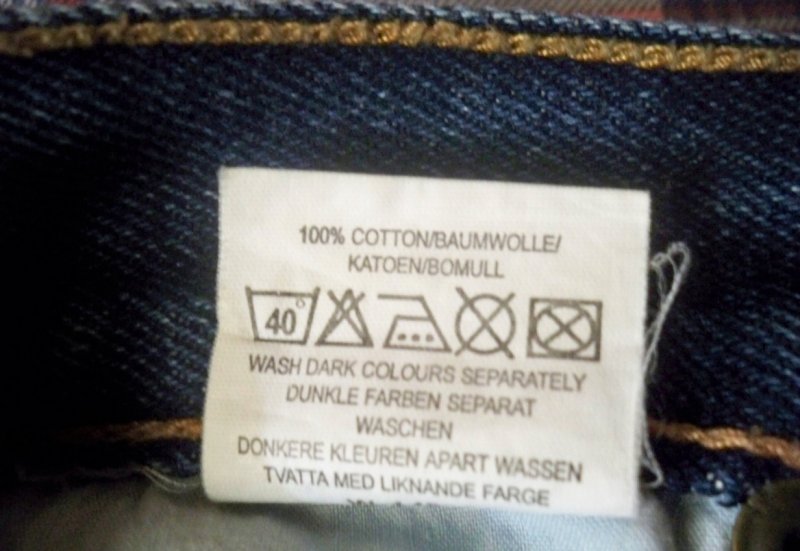 100% COTTON/BAUMWOLLE/
KATOEN/BOMULL
40°
WASH DARK COLOURS SEPARATELY
DUNKLE FARBEN SEPARAT
WASCHEN
DONKERE KLEUREN APART WASSEN
TVATTA MED LIKNANDE FARGE